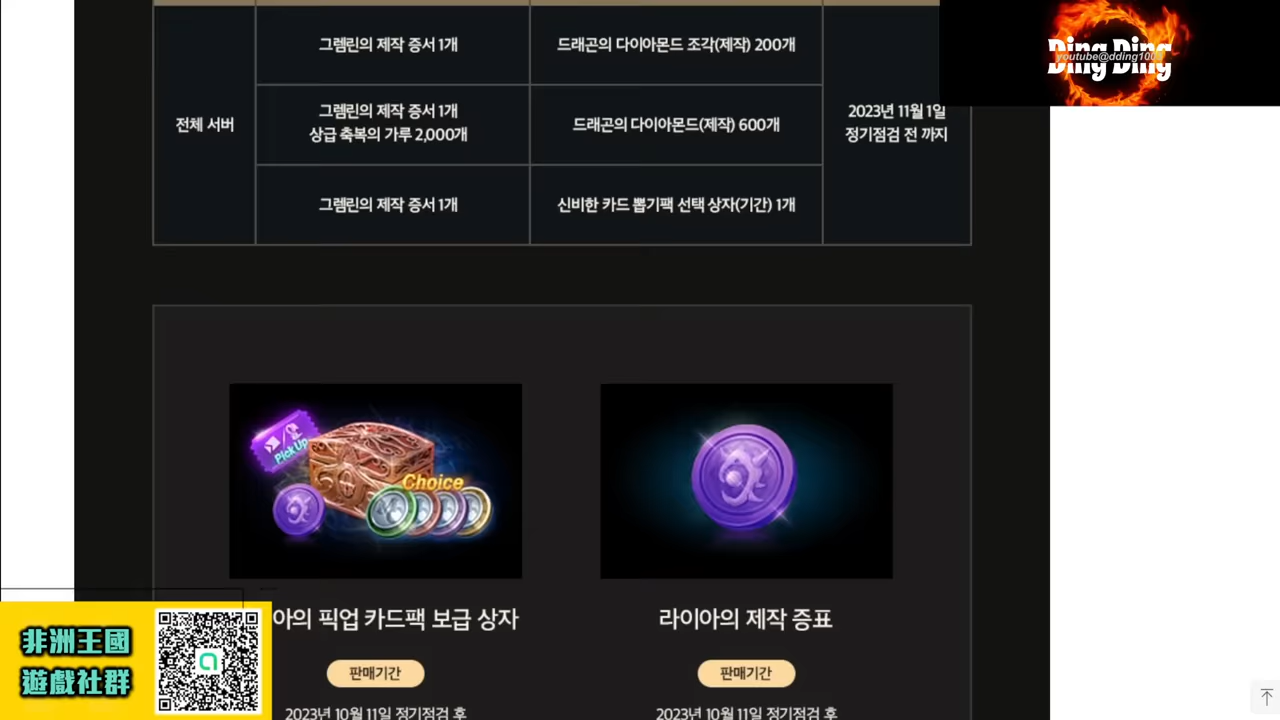 그렘린의 제작 증서 1개
드래곤의 다이아몬드 조각(제작) 200개
Ding Ding
youtube@dding100
전체 서버
그렘린의 제작 증서 1개
상급 축복의 가루 2,000개
드래곤의 다이아몬드(제작) 600개
2023년 11월 1일
정기점검 전 까지
그렘린의 제작 증서 1개
신비한 카드 뽑기팩 선택 상자(기간) 1개
Pick Up
Choice
아의 픽업 카드팩 보급 상자
라이아의 제작 증표
판매기간
판매기간
2023년 10월 11일 정기점검 후
2023년 10월 11일 정기점검 후
非洲王國
遊戲社群